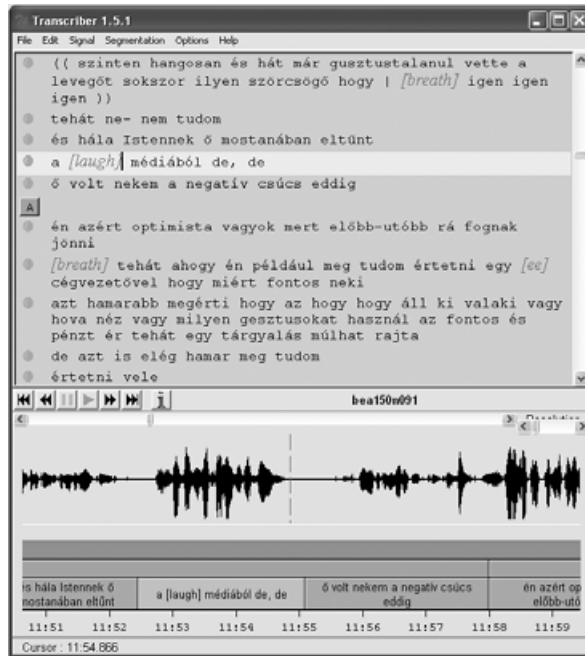 Transcriber 1.5.1
File Edit Signal Segmentation Options Help
(( szinten hangosan és hát már gusztustalanul vette a
levegőt sokszor ilyen szörcsögő hogy | [breath] igen igen
igen ))
tehát ne- nem tudom
és hála Istennek ő mostanában eltűnt
a [laugh] médiából de, de
ő volt nekem a negatív csúcs eddig
A
én azért optimista vagyok mert előbb-utóbb rá fognak
jönni
[breath] tehát ahogy én például meg tudom értetni egy [ee]
cégvezetővel hogy miért fontos neki
azt hamarabb megérti hogy az hogy hogy áll ki valaki vagy
hova néz vagy milyen gesztusokat használ az fontos és
pénzt ér tehát egy tárgyalás múlhat rajta
de azt is elég hamar meg tudom
értetni vele
i bea150n091
és hála Istennek ő
mostanában eltűnt
a [laugh] médiából de, de
ő volt nekem a negatív csúcs
eddig
én azért op
előbb-utó
11:51 11:52 11:53 11:54 11:55 11:56 11:57 11:58 11:59
Cursor : 11:54.866